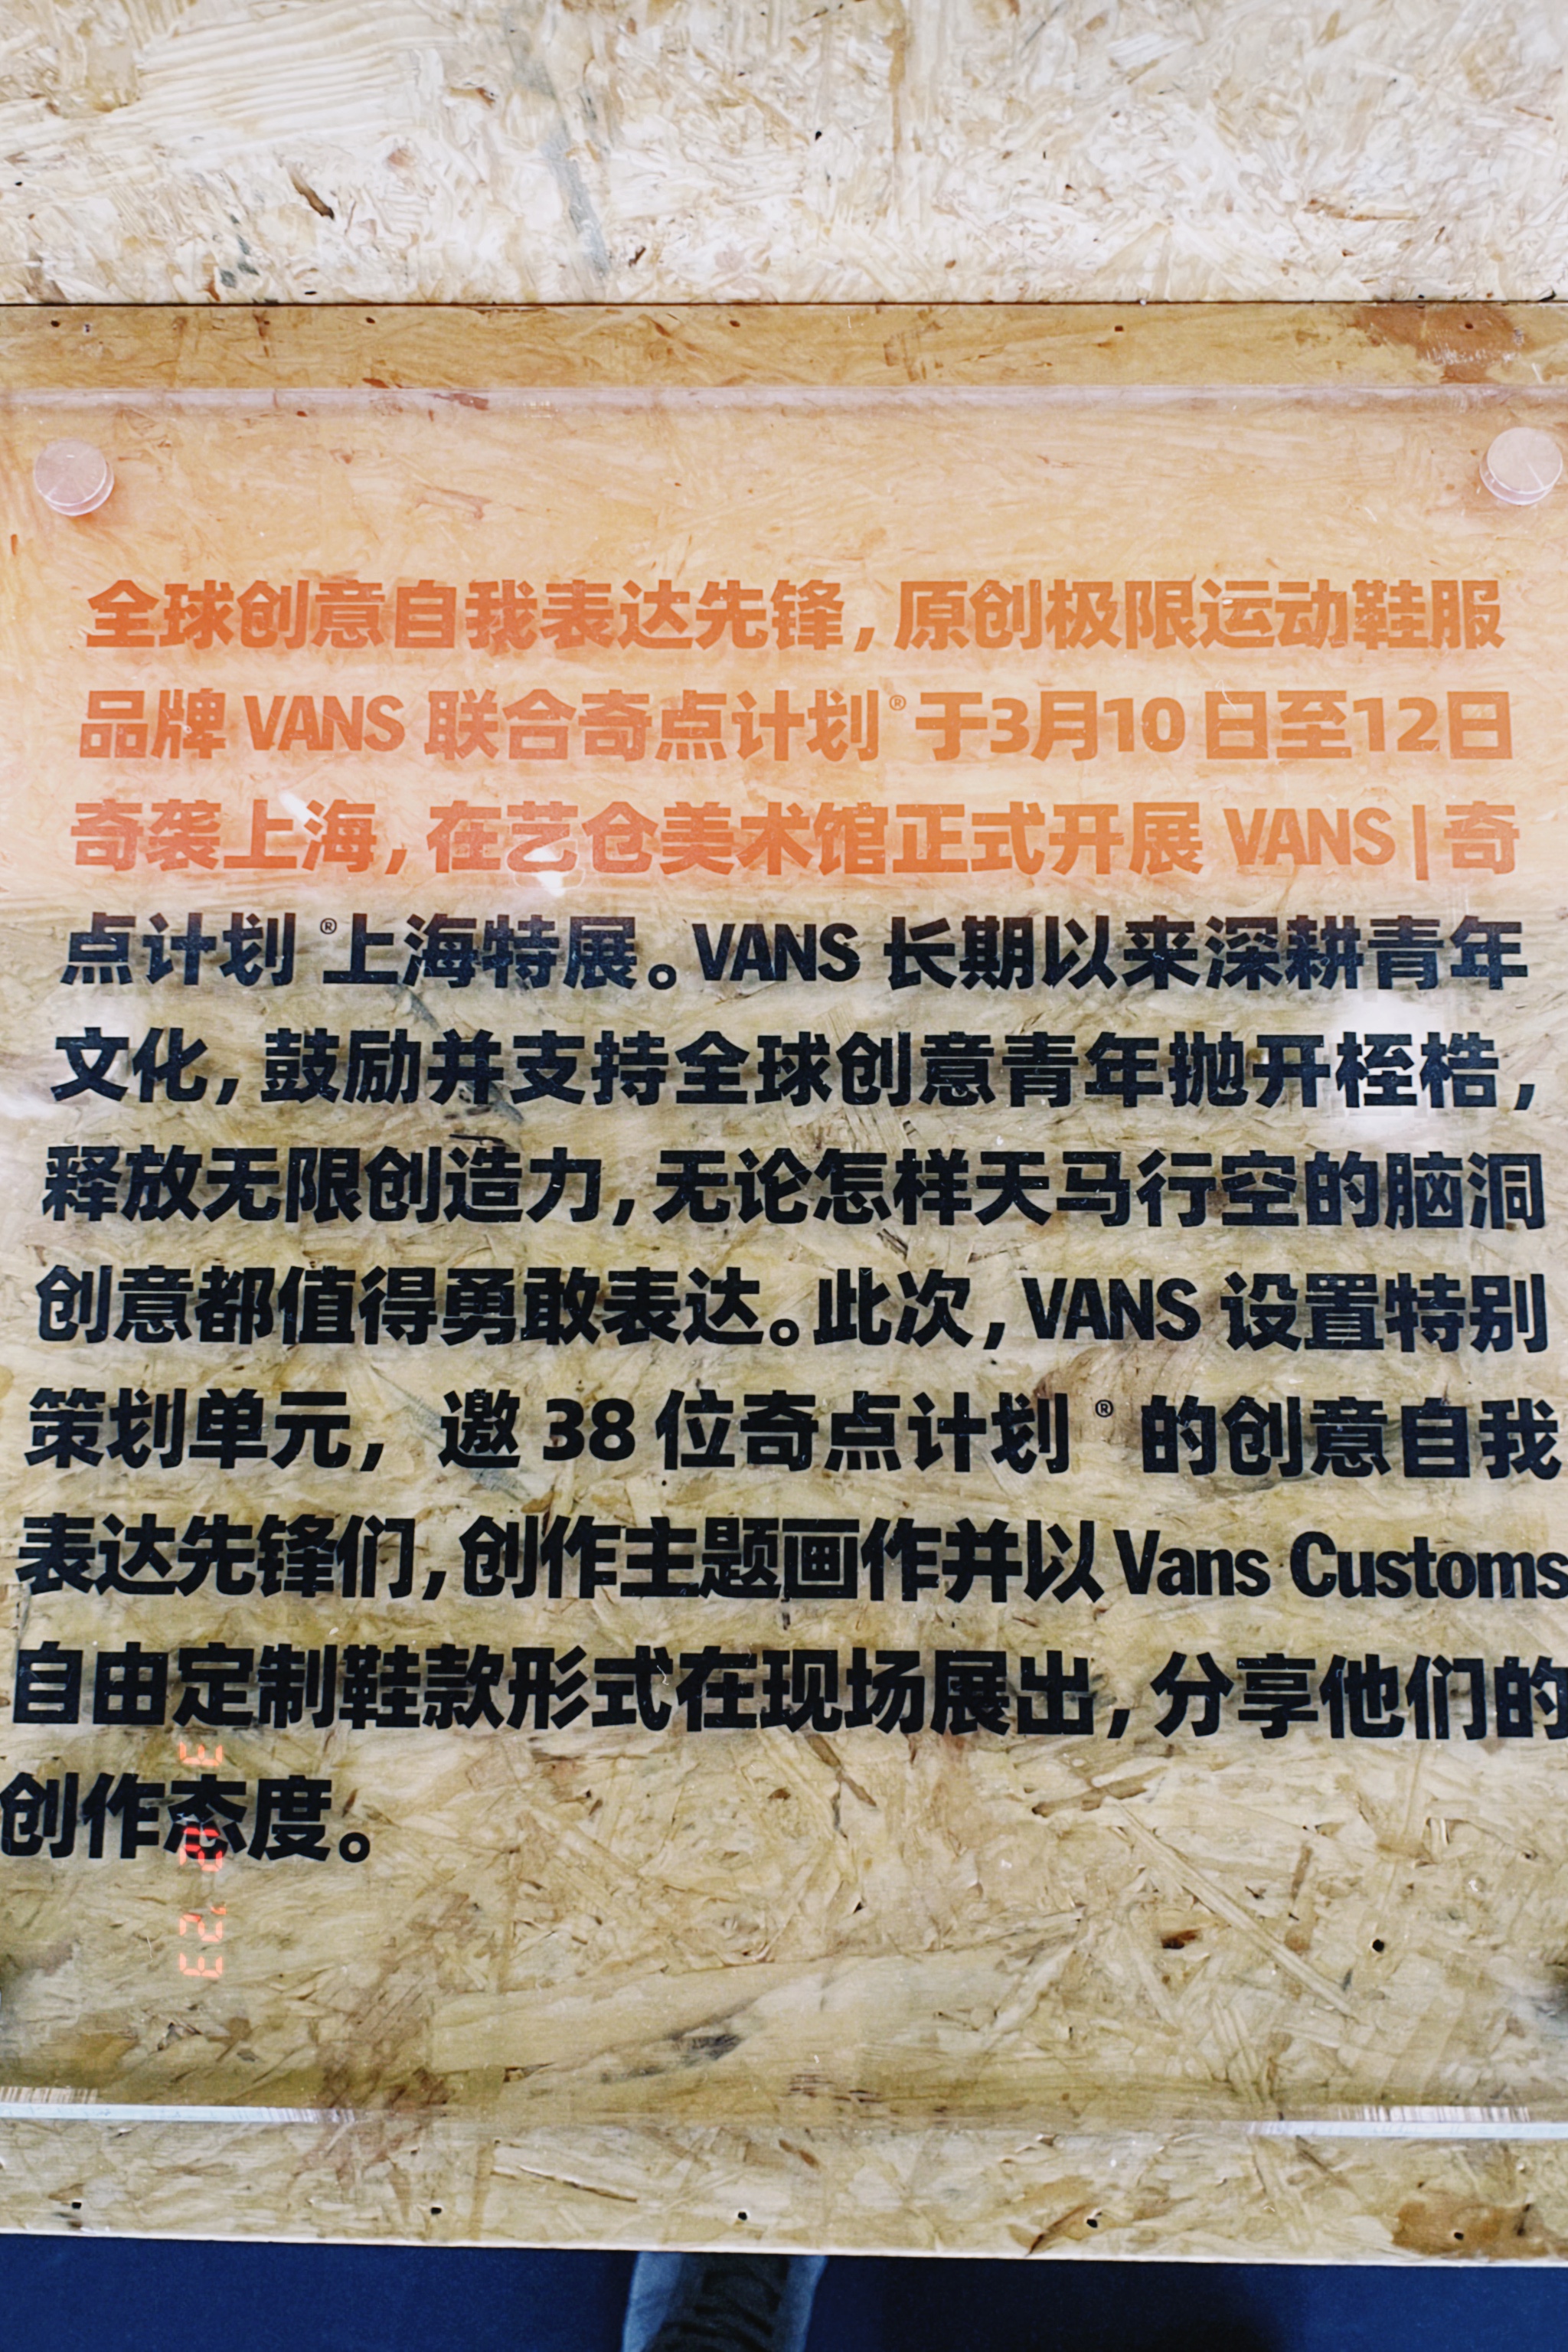 全球创意自我表达先锋,原创极限运动鞋服
品牌 VANS 联合奇点计划®于3月10日至12日
奇袭上海,在艺仓美术馆正式开展 VANS|奇
点计划®上海特展。VANS 长期以来深耕青年
文化,鼓励并支持全球创意青年抛开桎梏,
释放无限创造力,无论怎样天马行空的脑洞
创意都值得勇敢表达。此次,VANS 设置特别
策划单元, 邀 38 位奇点计划®的创意自我
表达先锋们,创作主题画作并以 Vans Customs
自由定制鞋款形式在现场展出,分享他们的
创作态度。
3 12 '23